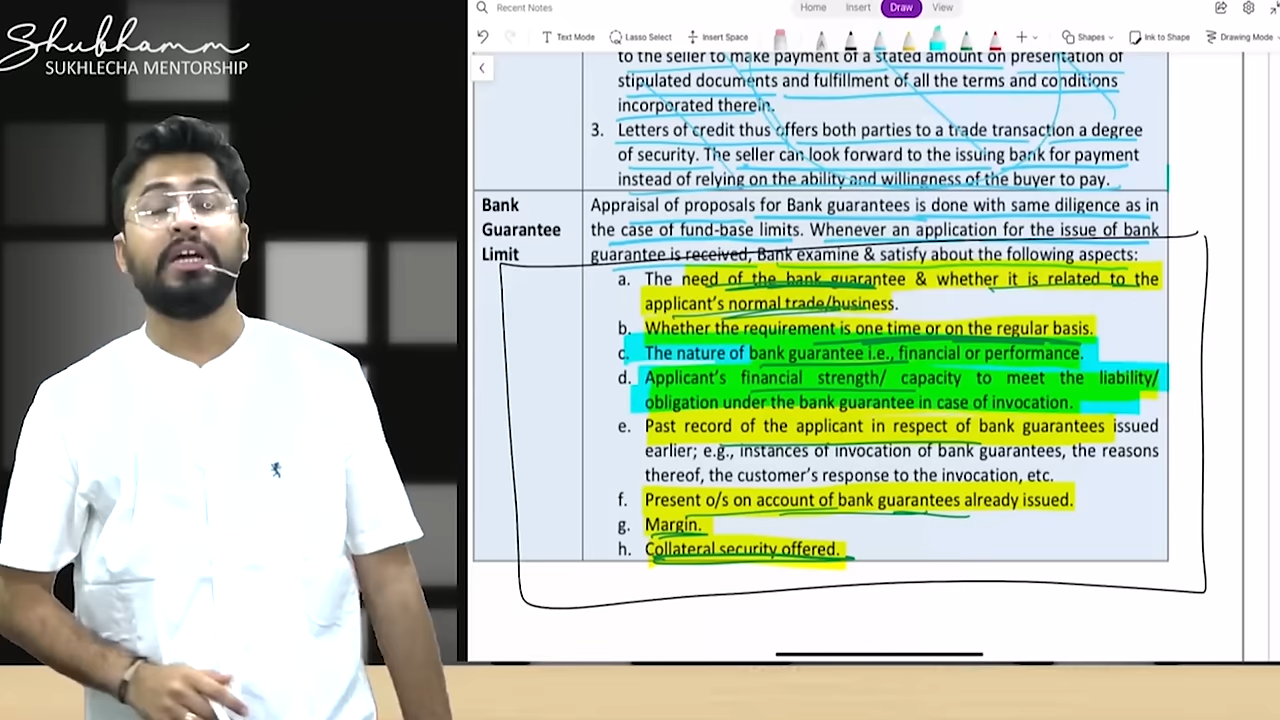 Shubhamm
SUKHLECHA MENTORSHIP
Recent Notes
Home Insert Draw View
Text Mode Lasso Select Insert Space Shapes Ink to Shape Drawing Mode
to the seller to make payment of a stated amount on presentation of
stipulated documents and fulfillment of all the terms and conditions
incorporated therein.
3. Letters of credit thus offers both parties to a trade transaction a degree
of security. The seller can look forward to the issuing bank for payment
instead of relying on the ability and willingness of the buyer to pay.
Bank
Guarantee
Limit
Appraisal of proposals for Bank guarantees is done with same diligence as in
the case of fund-base limits. Whenever an application for the issue of bank
guarantee is received, Bank examine & satisfy about the following aspects:
a. The need of the bank guarantee & whether it is related to the
applicant's normal trade/business.
b. Whether the requirement is one time or on the regular basis.
c. The nature of bank guarantee i.e., financial or performance.
d. Applicant's financial strength/ capacity to meet the liability/
obligation under the bank guarantee in case of invocation.
e. Past record of the applicant in respect of bank guarantees issued
earlier; e.g., instances of invocation of bank guarantees, the reasons
thereof, the customer's response to the invocation, etc.
f. Present o/s on account of bank guarantees already issued.
g. Margin.
h. Collateral security offered.